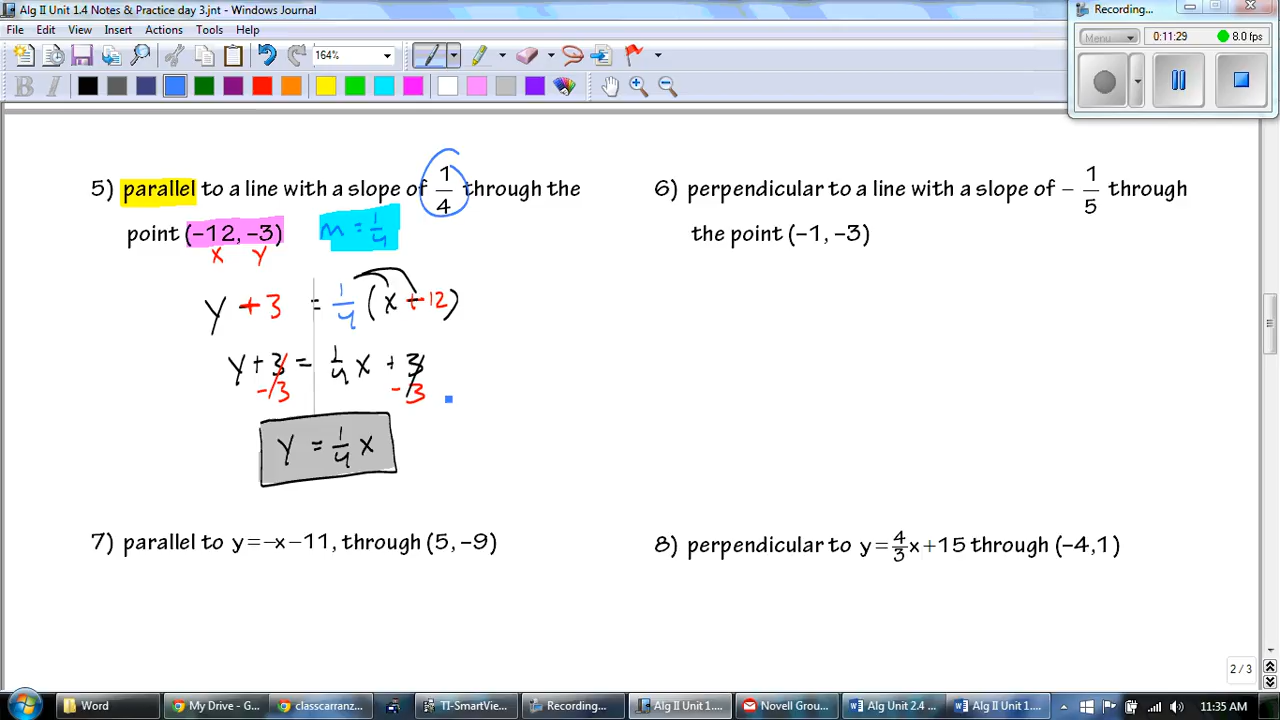 Alg II Unit 1.4 Notes & Practice day 3.jnt - Windows Journal
Recording...
File Edit View Insert Actions Tools Help
Menu
0:11:29
8.0 fps
164%
B I
5) parallel to a line with a slope of 1/4 through the
point (-12, -3) m = 1/4
x y
y + 3 = 1/4 (x + 12)
y + 3 = 1/4 x + 3
-3 -3
y = 1/4 x
6) perpendicular to a line with a slope of - 1/5 through
the point (-1, -3)
7) parallel to y=-x-11, through (5, -9)
8) perpendicular to y=4/3x+15 through (-4,1)
2 / 3
Word
My Drive - G...
classcarranz...
TI-SmartVie...
Recording...
Alg II Unit 1....
Novell Grou...
Alg Unit 2.4 ...
Alg II Unit 1....
11:35 AM